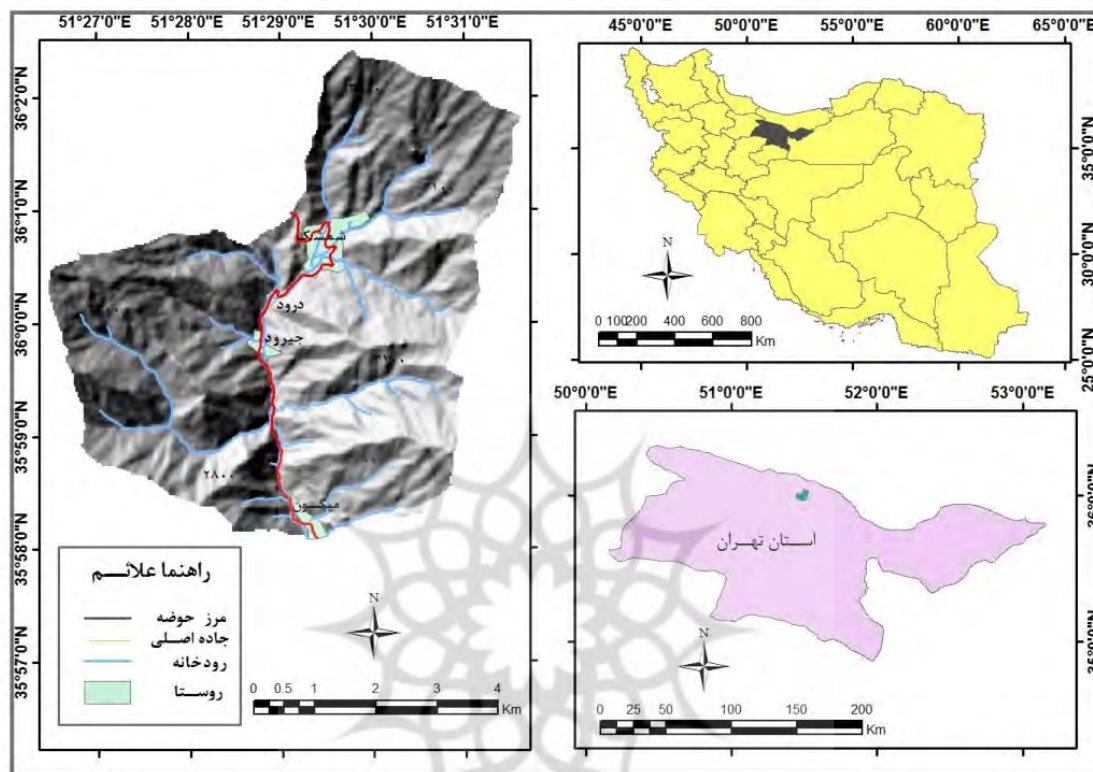 51°27'0"E 51°28'0"E 51°29'0"E 51°30'0"E 51°31'0"E
36°2'0"N
36°1'0"N
36°0'0"N
35°59'0"N
35°58'0"N
35°57'0"N
شمشک
درود
جیرود
۲۸۰۰
میگون
راهنما علائم
مرز حوضه
جاده اصلی
رودخانه
روستا
N
0 0.5 1 2 3 4
Km
45°0'0"E 50°0'0"E 55°0'0"E 60°0'0"E 65°0'0"E
35°0'0"N
30°0'0"N
25°0'0"N
N
0 100 200 400 600 800
Km
50°0'0"E 51°0'0"E 52°0'0"E 53°0'0"E
36°0'0"N
استان تهران
N
0 25 50 100 150 200
Km